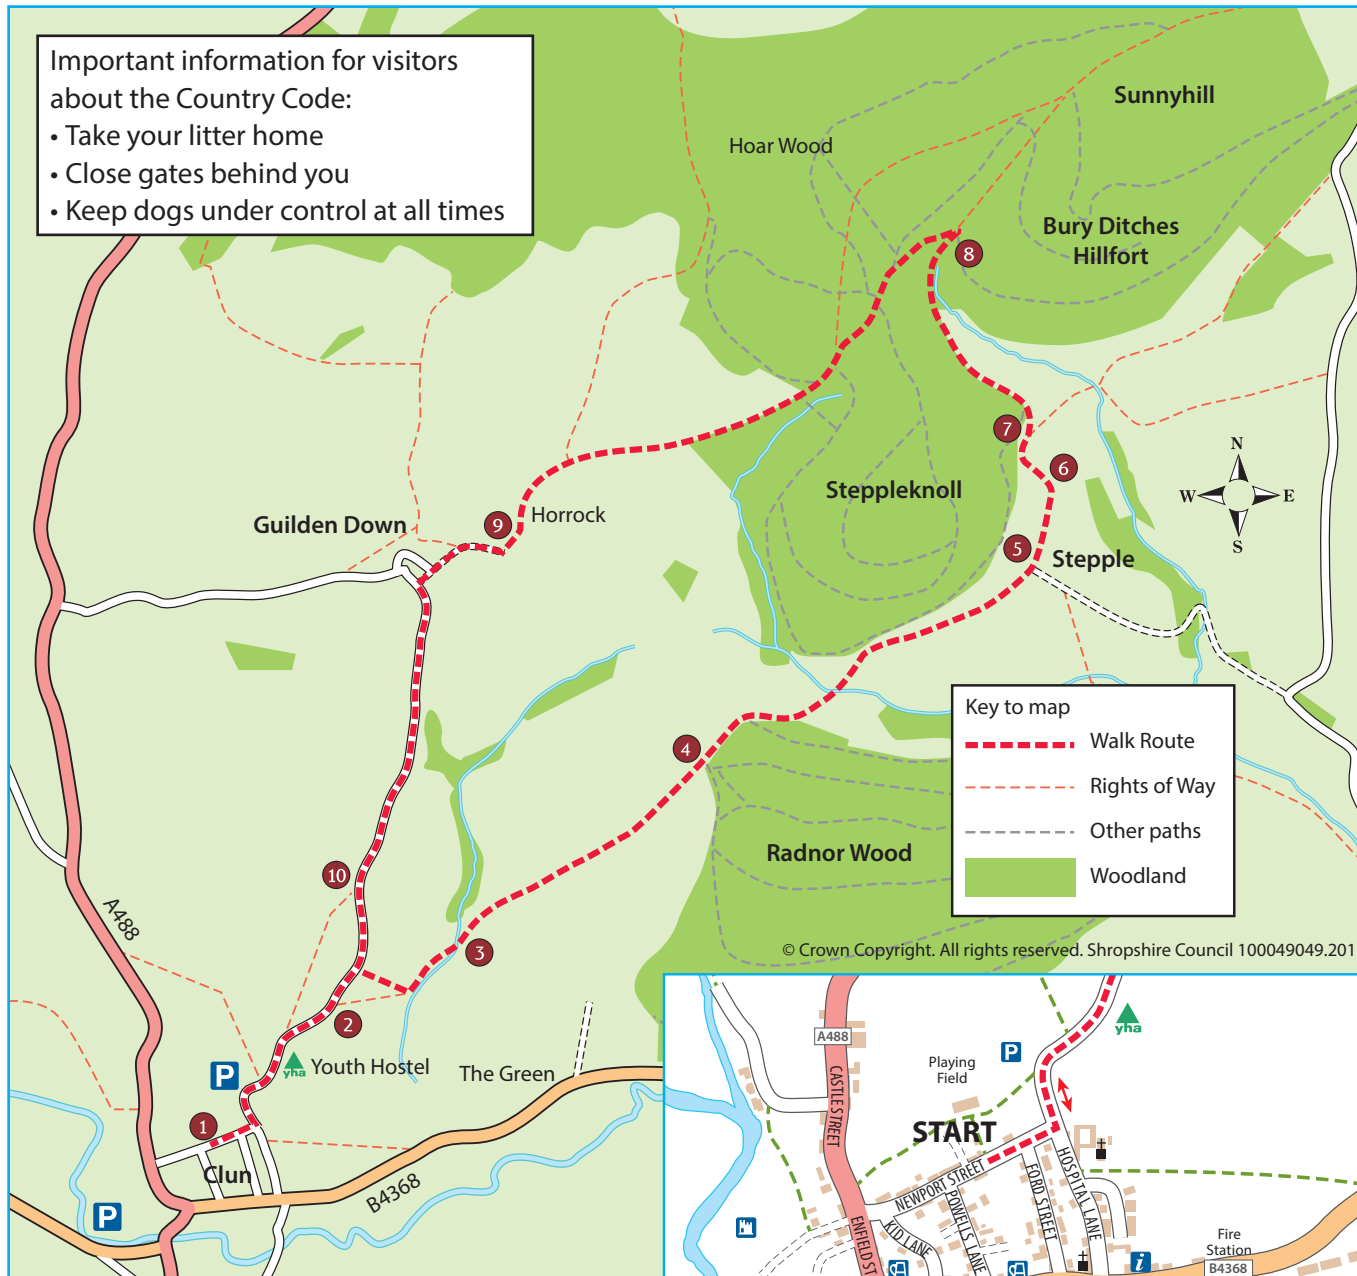 Important information for visitors
about the Country Code:
• Take your litter home
• Close gates behind you
• Keep dogs under control at all times
Sunnyhill
Hoar Wood
Bury Ditches
Hillfort
8
7
6
Steppleknoll
N
W
E
S
9
Horrock
Guilden Down
5
Stepple
Key to map
Walk Route
Rights of Way
Other paths
Woodland
4
Radnor Wood
10
A488
3
© Crown Copyright. All rights reserved. Shropshire Council 100049049.201
2
yha
Youth Hostel
The Green
P
1
Clun
B4368
P
A488
CASTLE STREET
Playing
Field
P
yha
START
NEWPORT STREET
FORD STREET
HOSPITAL LANE
POWELLS LANE
KID LANE
ENFIELD ST
i
Fire
Station
B4368